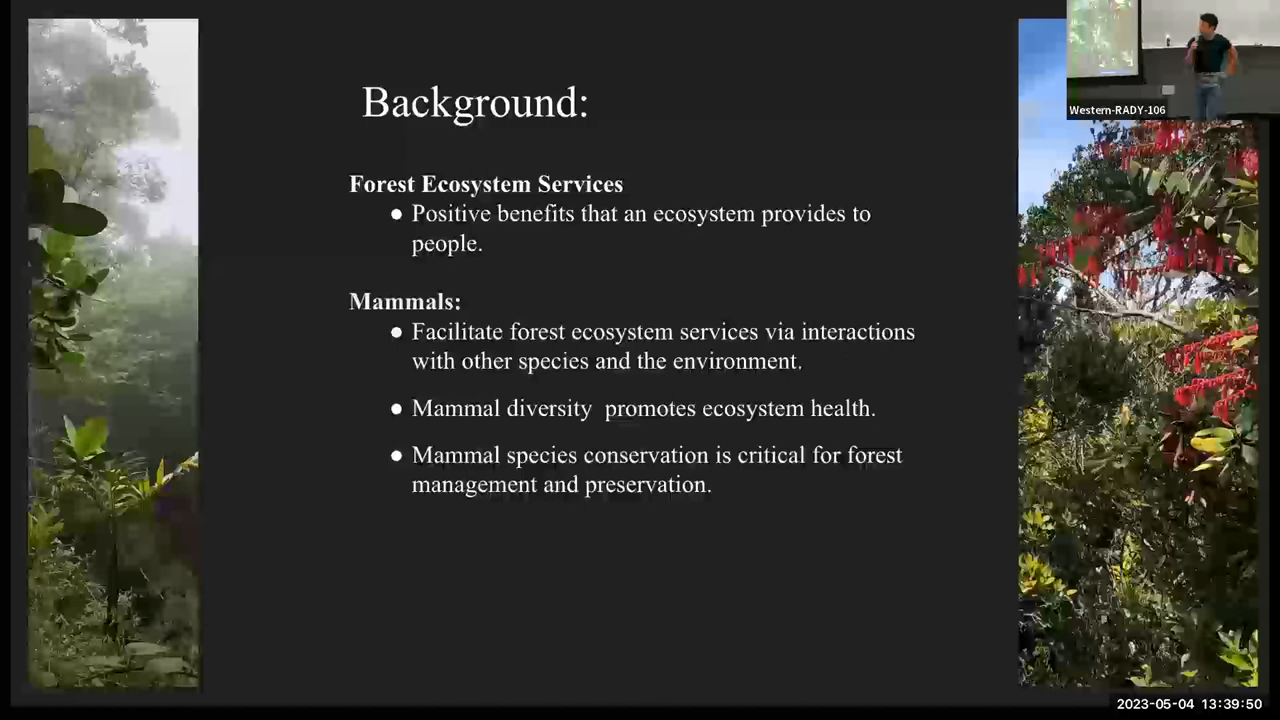 Western-RADY-106
Background:
Forest Ecosystem Services
● Positive benefits that an ecosystem provides to
people.
Mammals:
● Facilitate forest ecosystem services via interactions
with other species and the environment.
● Mammal diversity  promotes ecosystem health.
● Mammal species conservation is critical for forest
management and preservation.
2023-05-04 13:39:50